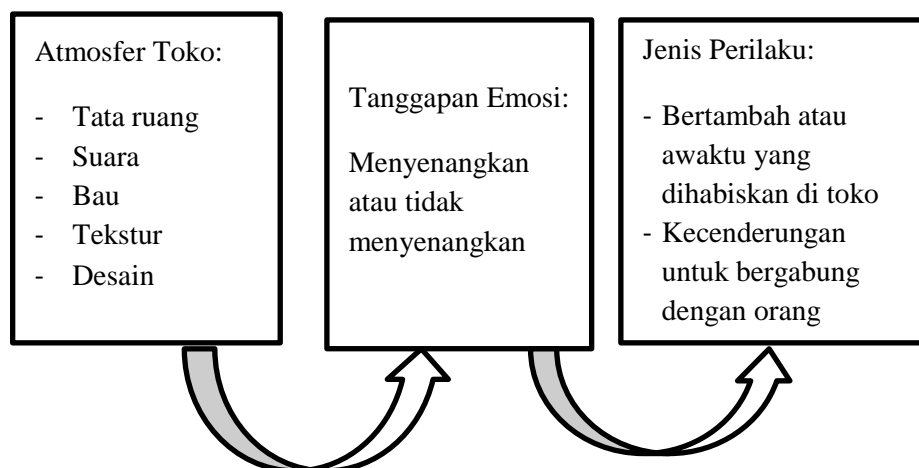 Atmosfer Toko:
- Tata ruang
- Suara
- Bau
- Tekstur
- Desain
Tanggapan Emosi:
Menyenangkan
atau tidak
menyenangkan
Jenis Perilaku:
- Bertambah atau
awaktu yang
dihabiskan di toko
- Kecenderungan
untuk bergabung
dengan orang